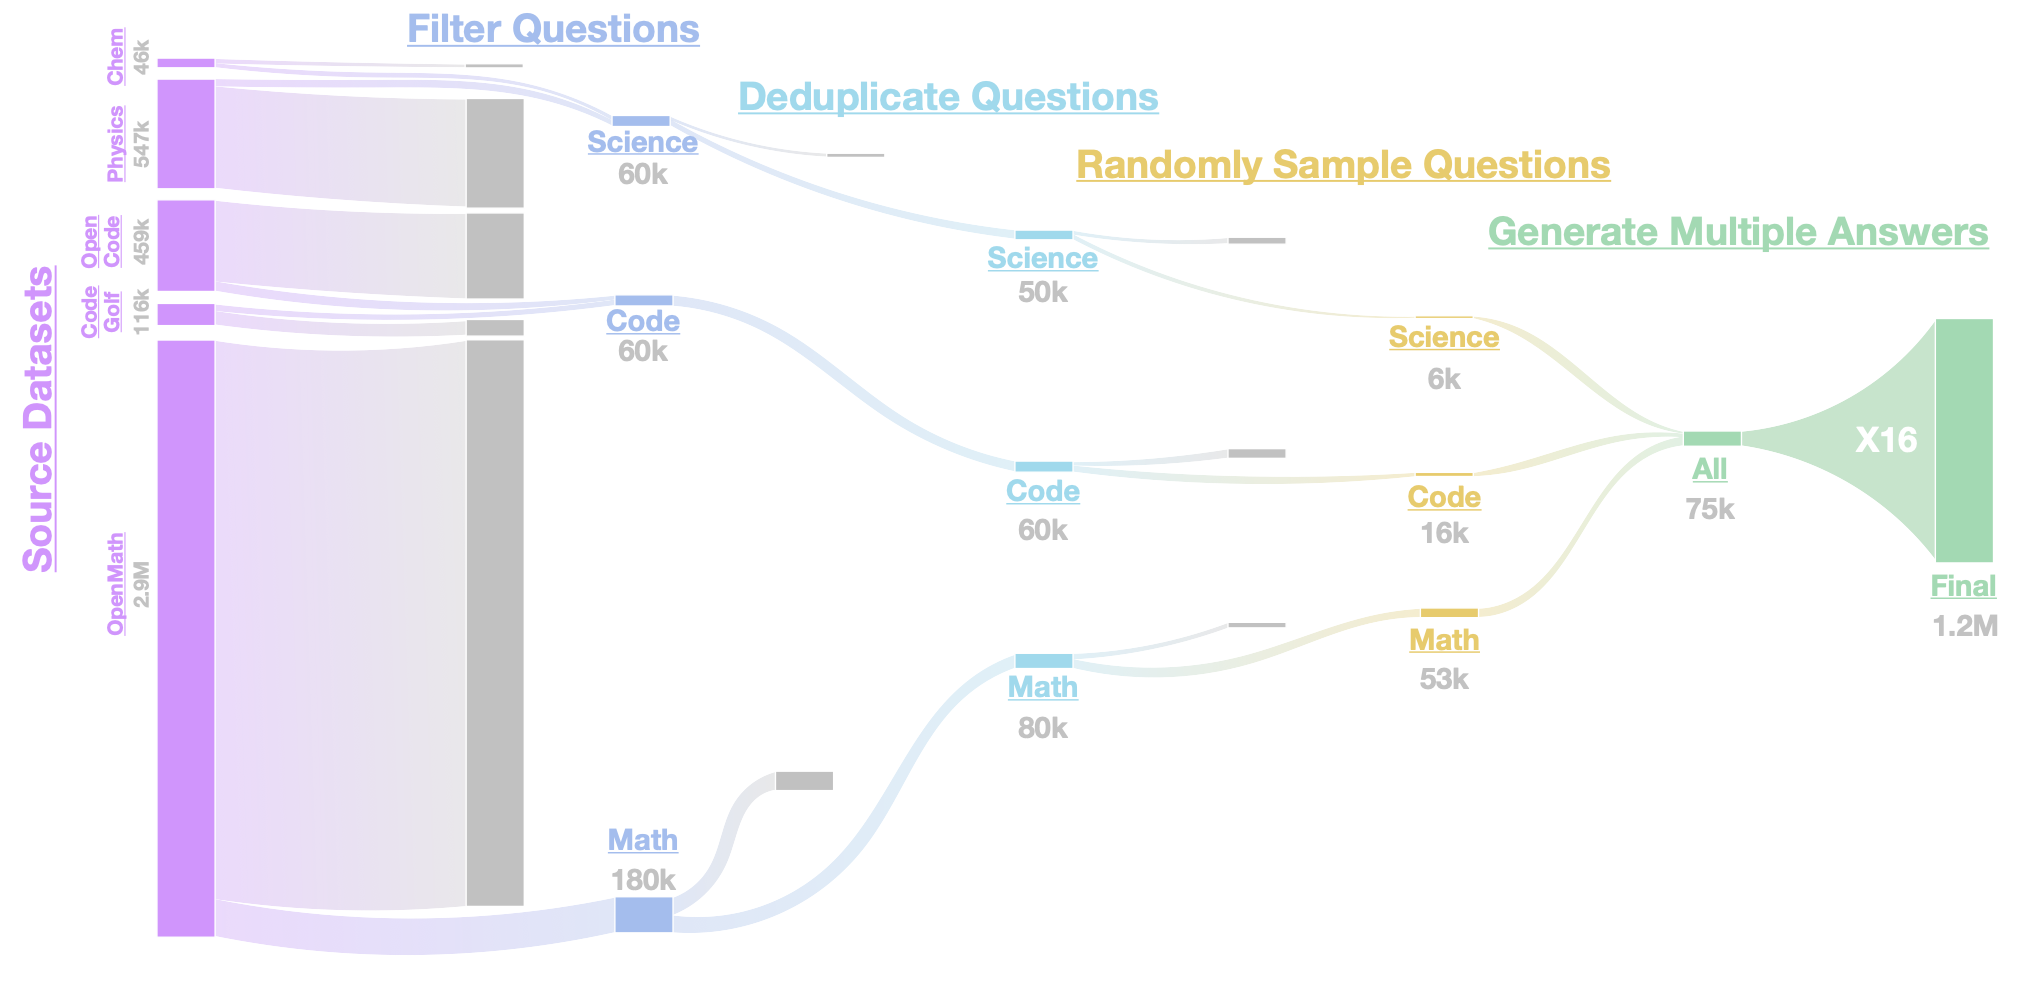 Source Datasets
Chem
46k
Physics
547k
Open
Code
459k
Code
Golf
116k
OpenMath
2.9M
Filter Questions
Science
60k
Code
60k
Math
180k
Deduplicate Questions
Science
50k
Code
60k
Math
80k
Randomly Sample Questions
Science
6k
Code
16k
Math
53k
Generate Multiple Answers
All
75k
X16
Final
1.2M